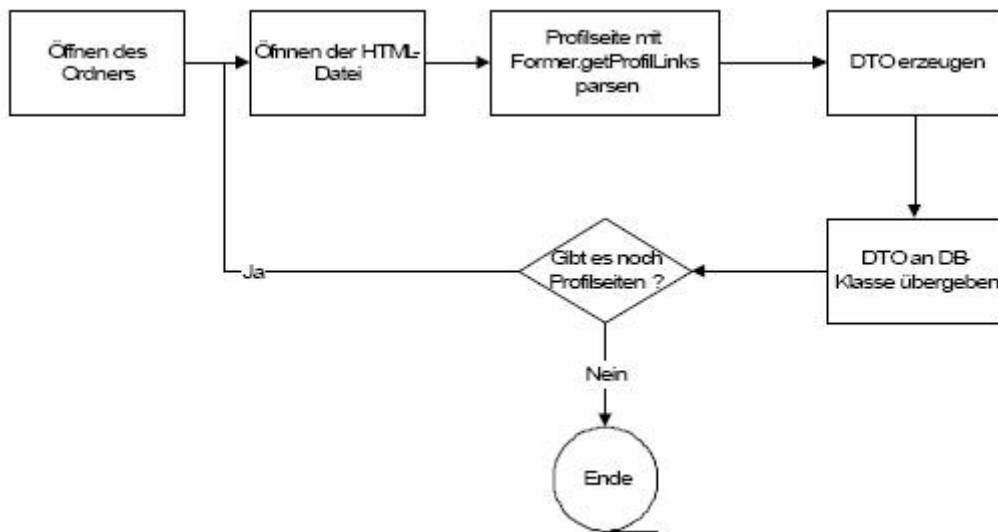 Öffnen des
Ordners
Öfnnen der HTML-
Datei
Profilseite mit
Former.getProfilLinks
parsen
DTO erzeugen
DTO an DB-
Klasse übergeben
Gibt es noch
Profilseiten ?
Ja
Nein
Ende